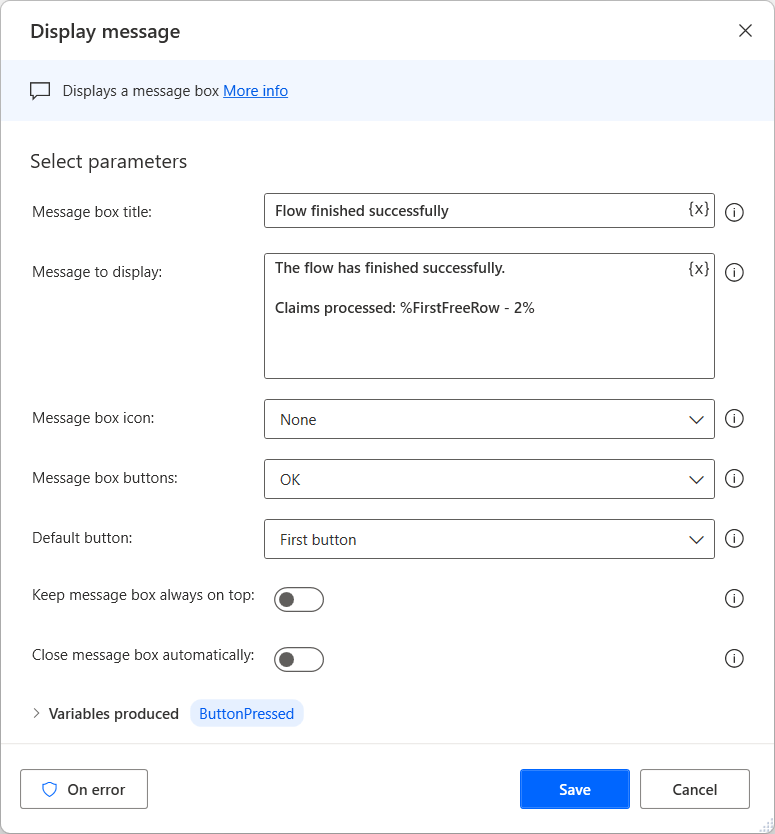 Display message
Displays a message box More info
Select parameters
Message box title:
Flow finished successfully
{x}
Message to display:
The flow has finished successfully.
{x}
Claims processed: %FirstFreeRow - 2%
Message box icon:
None
Message box buttons:
OK
Default button:
First button
Keep message box always on top:
Close message box automatically:
Variables produced ButtonPressed
On error
Save
Cancel